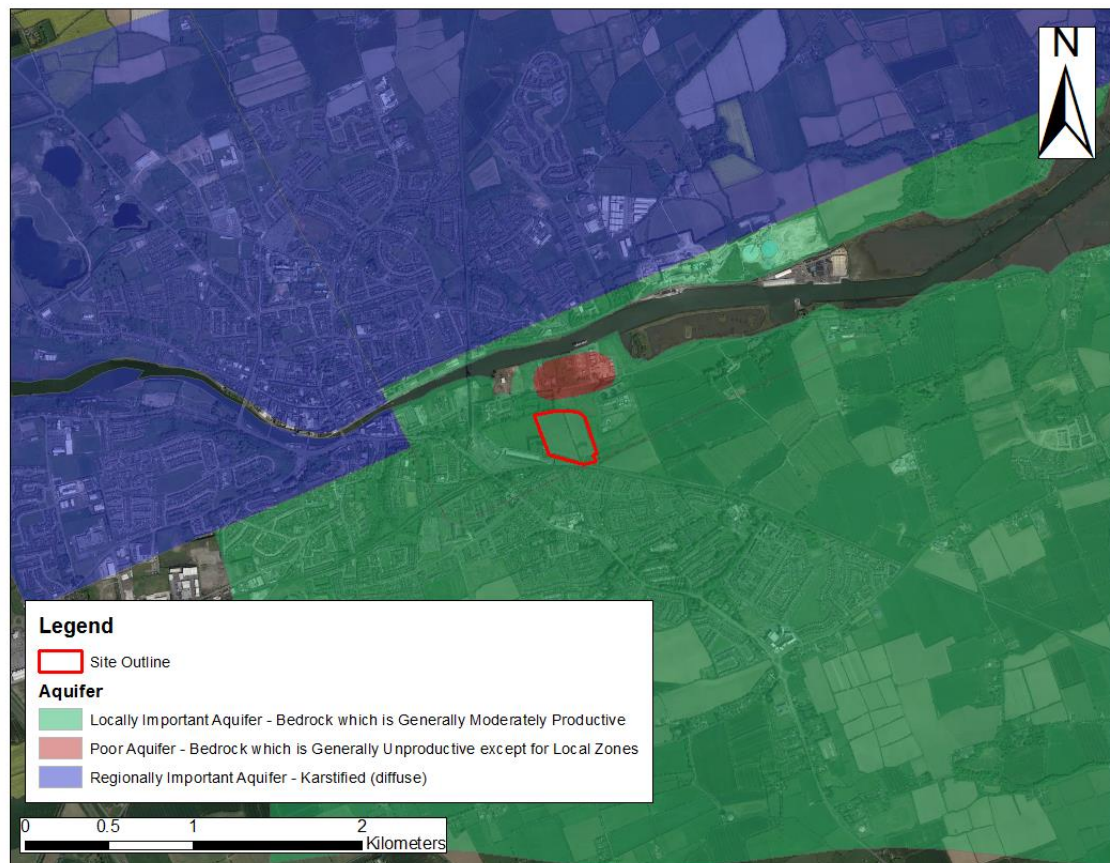 N
Legend
Site Outline
Aquifer
Locally Important Aquifer - Bedrock which is Generally Moderately Productive
Poor Aquifer - Bedrock which is Generally Unproductive except for Local Zones
Regionally Important Aquifer - Karstified (diffuse)
0 0.5 1 2
Kilometers